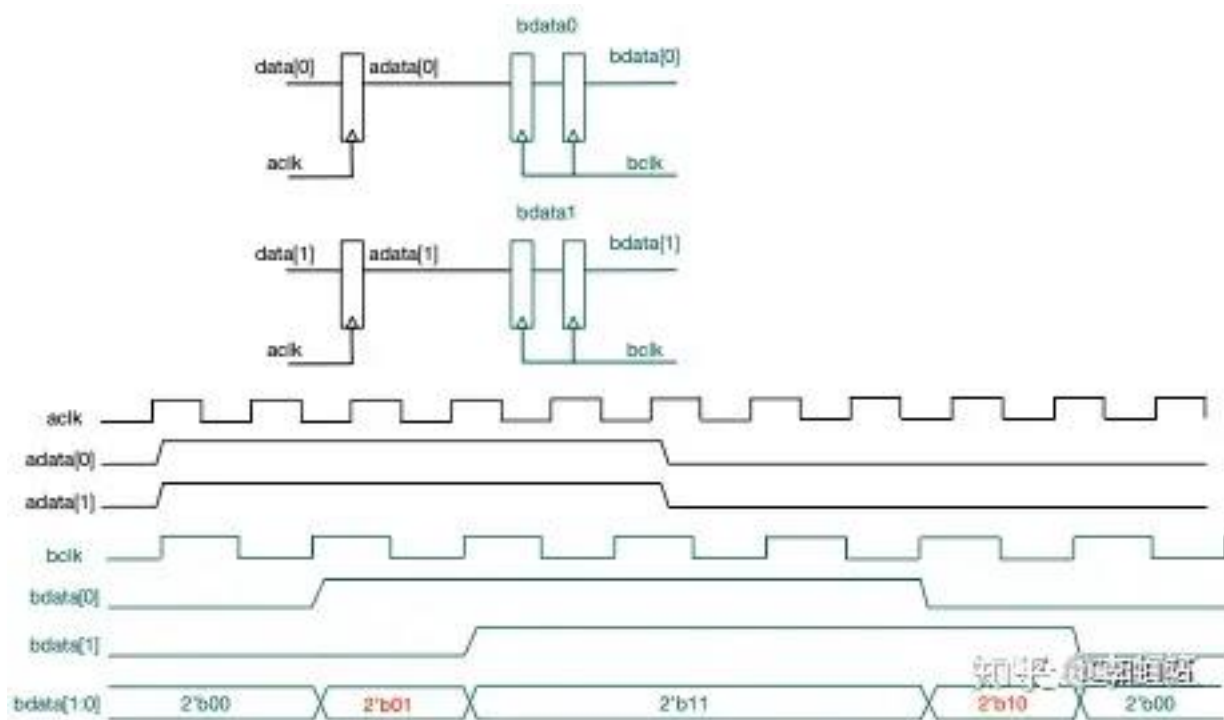 bdata0
data[0] adata[0] bdata[0]
aclk bclk
bdata1
data[1] adata[1] bdata[1]
aclk bclk
aclk
adata[0]
adata[1]
bclk
bdata[0]
bdata[1]
知乎
bdata[1:0] 2'b00 2'b01 2'b11 2'b10 2'b00